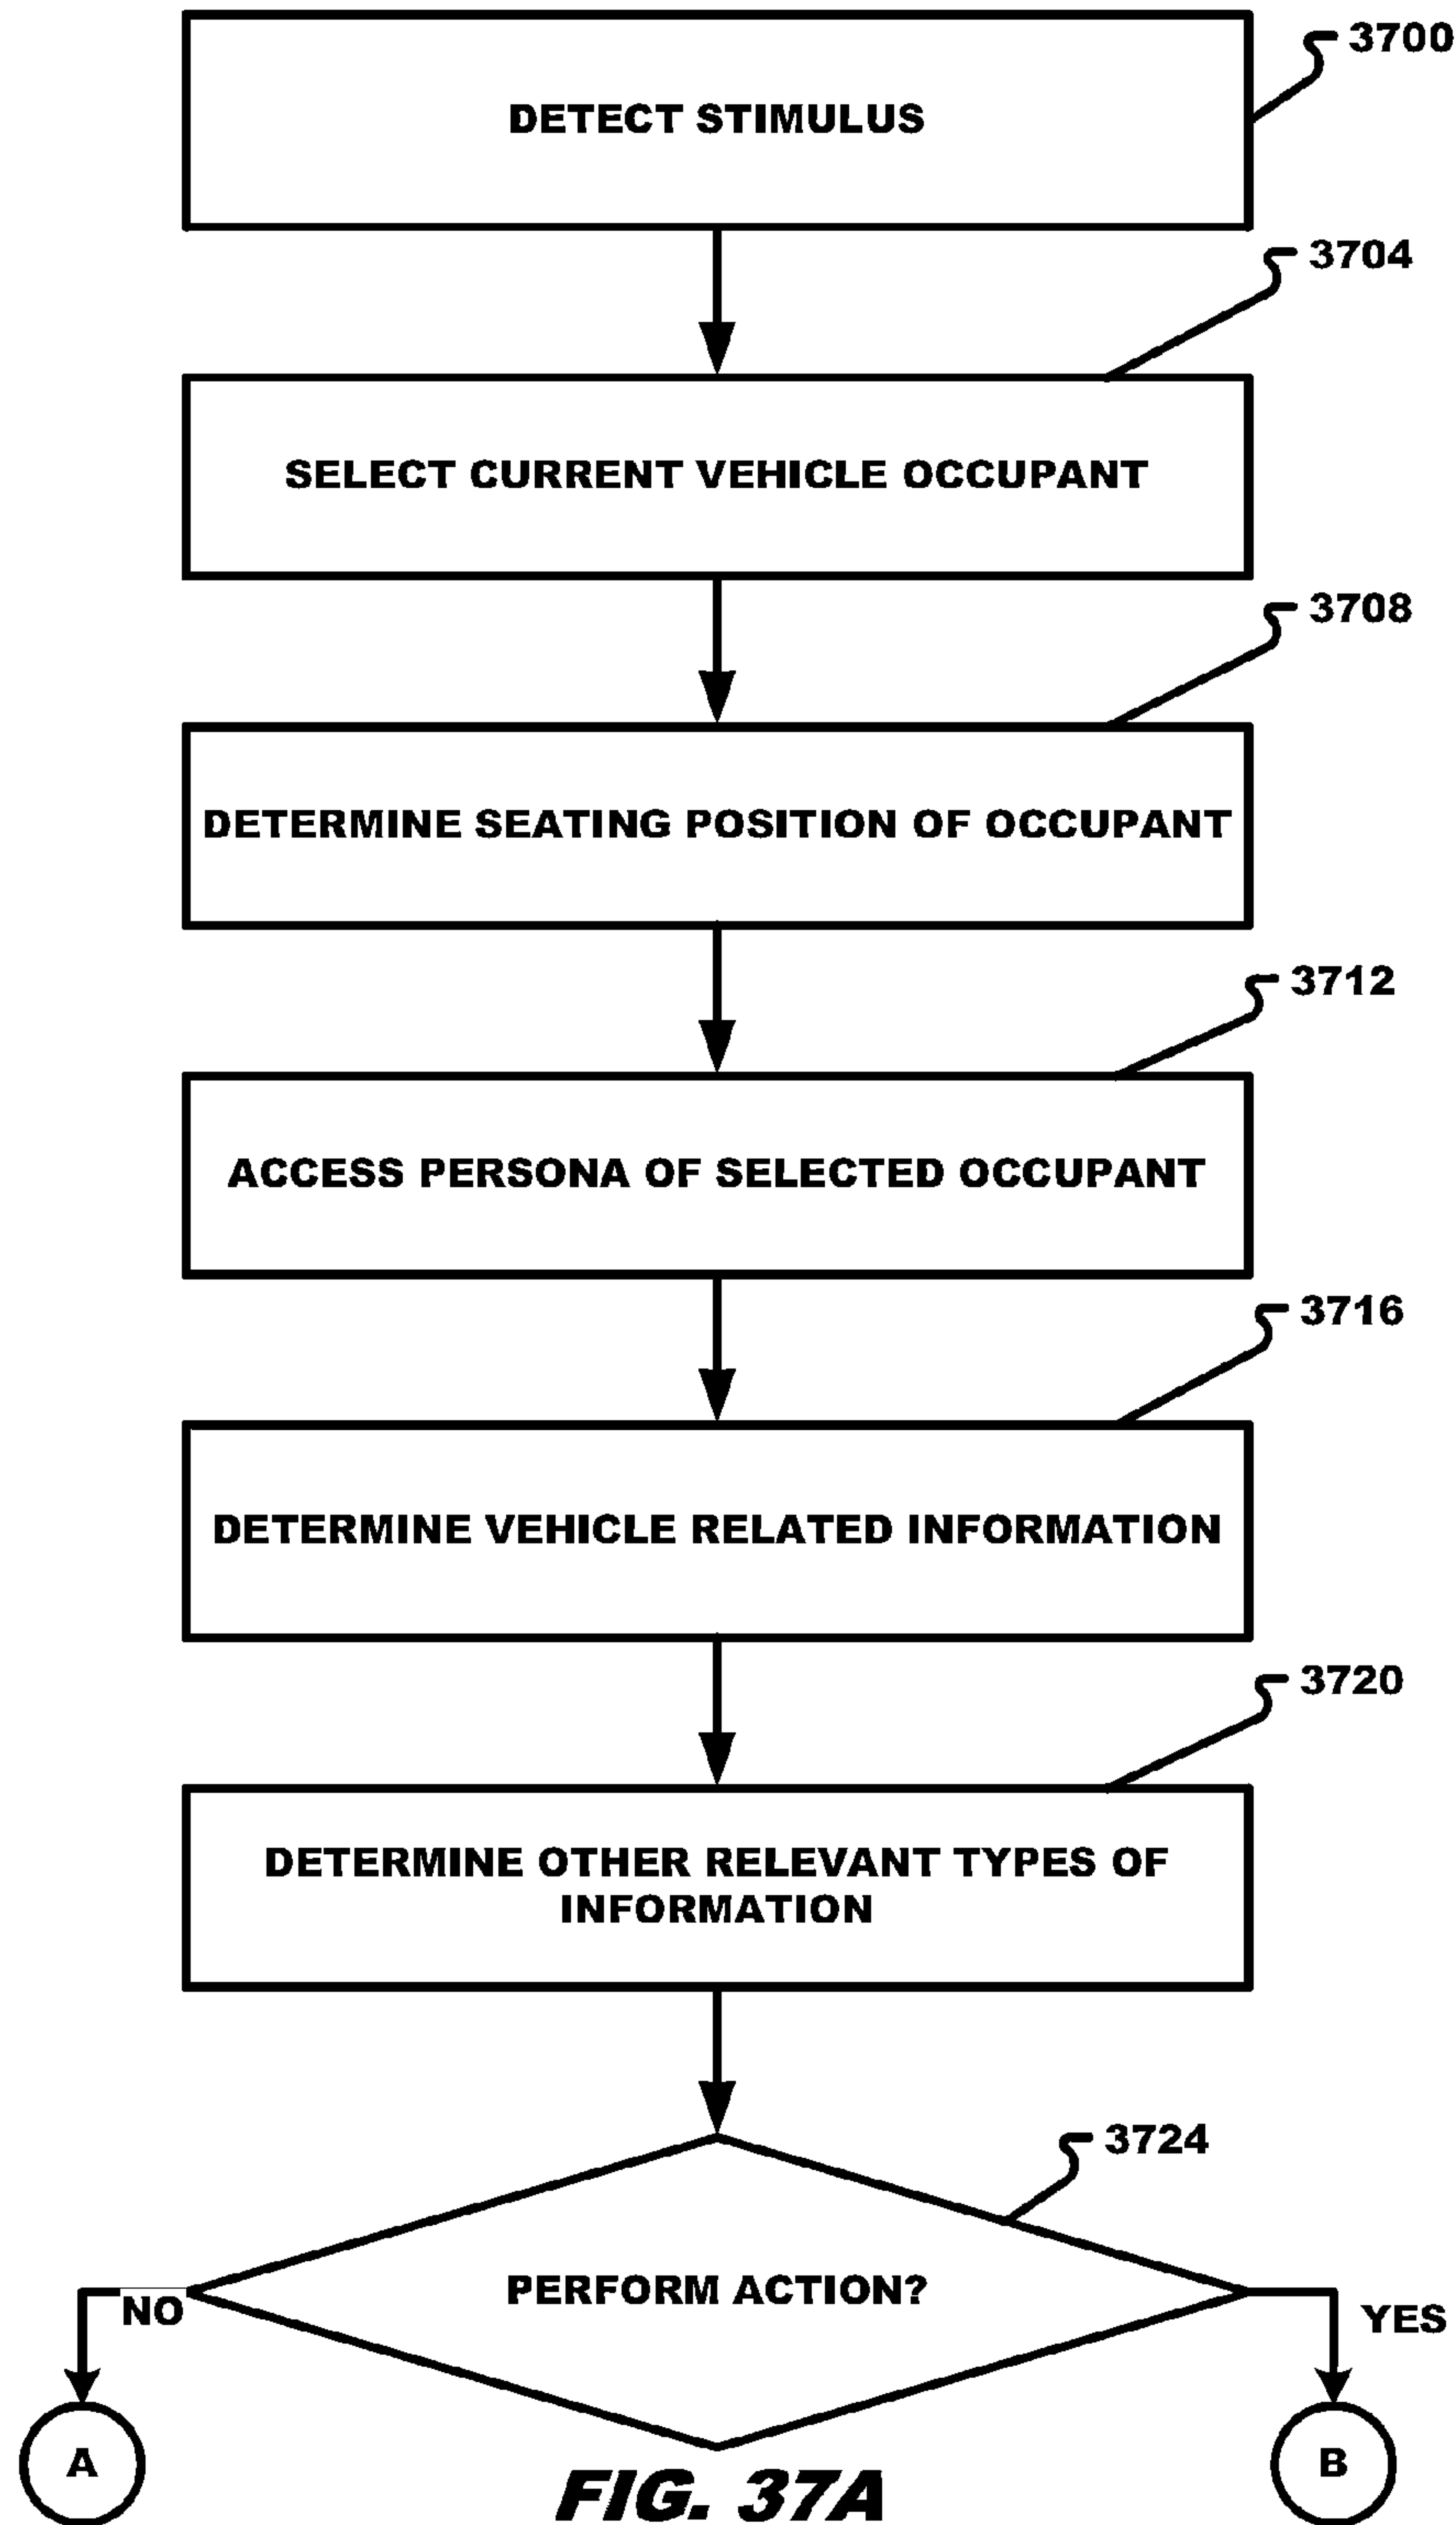 3700
DETECT STIMULUS
3704
SELECT CURRENT VEHICLE OCCUPANT
3708
DETERMINE SEATING POSITION OF OCCUPANT
3712
ACCESS PERSONA OF SELECTED OCCUPANT
3716
DETERMINE VEHICLE RELATED INFORMATION
3720
DETERMINE OTHER RELEVANT TYPES OF
INFORMATION
3724
PERFORM ACTION?
NO
YES
A
B
FIG. 37A